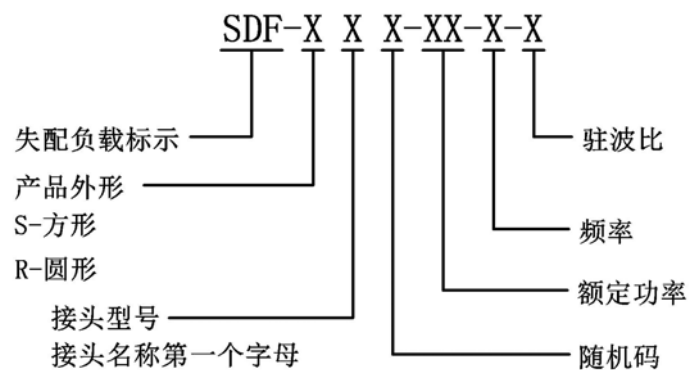 SDF-X X X-XX-X-X
失配负载标示
驻波比
产品外形
S-方形
频率
R-圆形
额定功率
接头型号
接头名称第一个字母
随机码